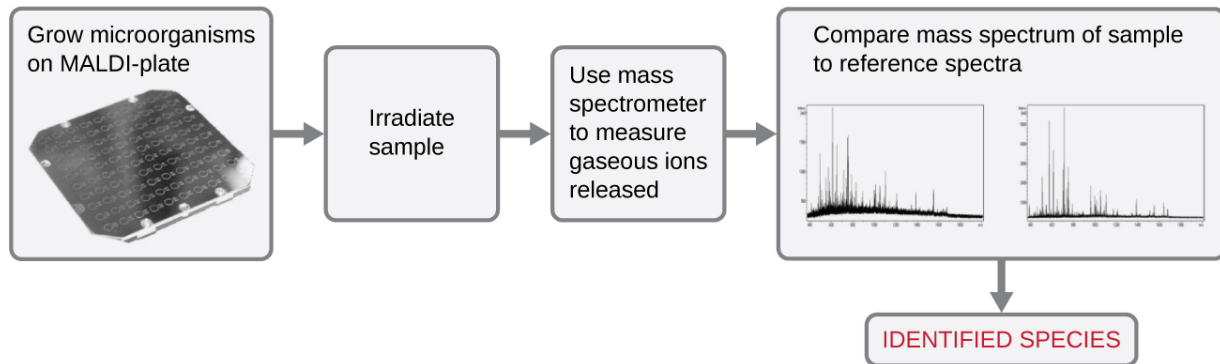 Grow microorganisms
on MALDI-plate
Irradiate
sample
Use mass
spectrometer
to measure
gaseous ions
released
Compare mass spectrum of sample
to reference spectra
IDENTIFIED SPECIES